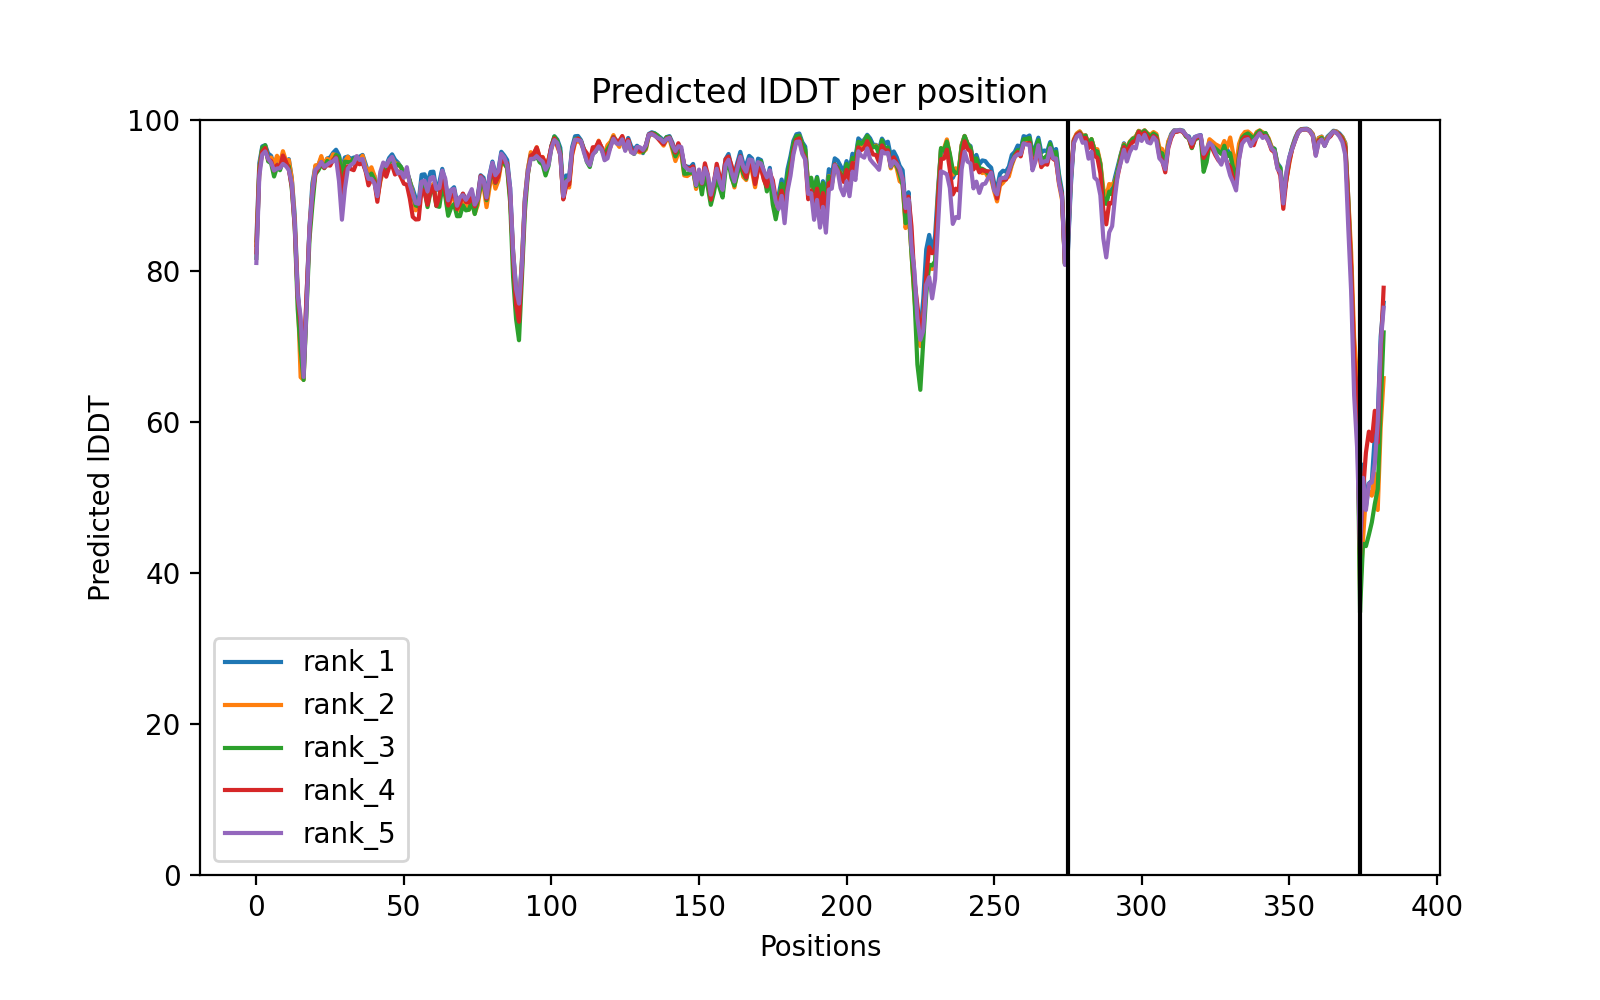 Predicted lDDT per position
100
80
60
40
20
0
Predicted lDDT
rank_1
rank_2
rank_3
rank_4
rank_5
0 50 100 150 200 250 300 350 400
Positions